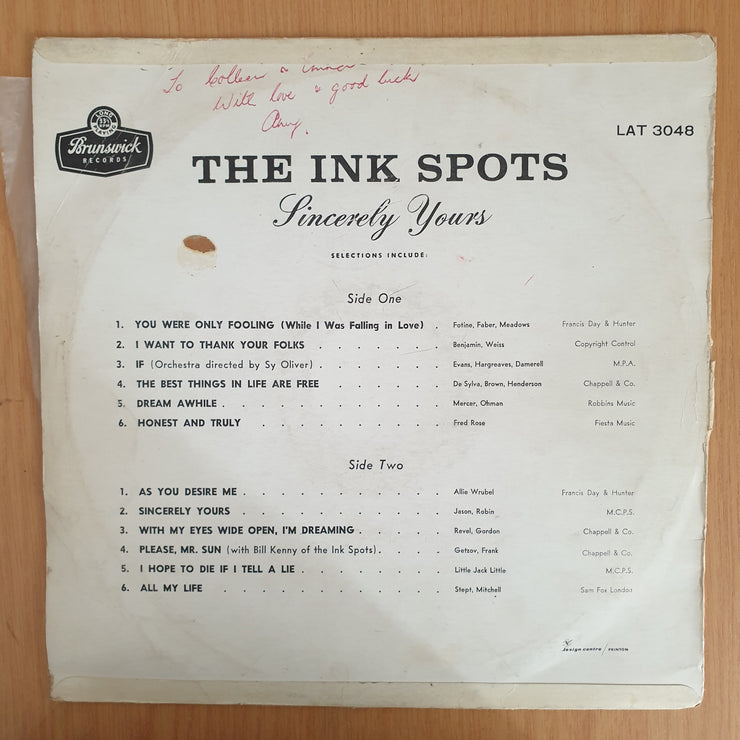 To Colleen &
With love & good luck
LONG 33⅓ PLAYING
Brunswick
RECORDS
LAT 3048
THE INK SPOTS
Sincerely Yours
SELECTIONS INCLUDE:
Side One
1. YOU WERE ONLY FOOLING (While I Was Falling in Love) . Fotine, Faber, Meadows Francis Day & Hunter
2. I WANT TO THANK YOUR FOLKS . . . . . . . Benjamin, Weiss Copyright Control
3. IF (Orchestra directed by Sy Oliver) . . . . . . . Evans, Hargreaves, Damerell M.P.A.
4. THE BEST THINGS IN LIFE ARE FREE . . . . . . De Sylva, Brown, Henderson Chappell & Co.
5. DREAM AWHILE . . . . . . . . . . . . Mercer, Ohman Robbins Music
6. HONEST AND TRULY . . . . . . . . . . Fred Rose Fiesta Music
Side Two
1. AS YOU DESIRE ME . . . . . . . . . . . Allie Wrubel Francis Day & Hunter
2. SINCERELY YOURS . . . . . . . . . . . Jason, Robin M.C.P.S.
3. WITH MY EYES WIDE OPEN, I'M DREAMING . . . . . Revel, Gordon Chappell & Co.
4. PLEASE, MR. SUN (with Bill Kenny of the Ink Spots) . . . . Getzov, Frank Chappell & Co.
5. I HOPE TO DIE IF I TELL A LIE . . . . . . . . Little Jack Little M.C.P.S.
6. ALL MY LIFE . . . . . . . . . . . . Stept, Mitchell Sam Fox London
design centre / PRINTON